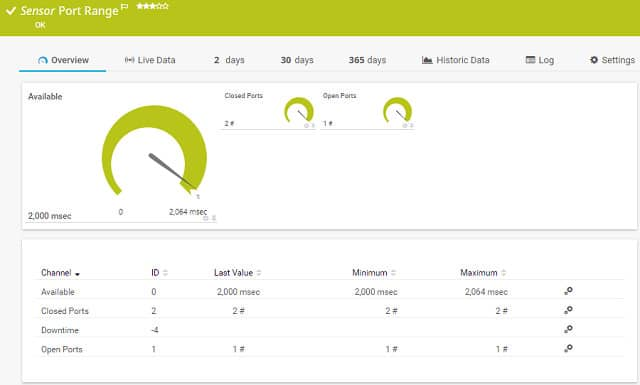 Sensor Port Range
OK
Overview Live Data 2 days 30 days 365 days Historic Data Log Settings
Available
Closed Ports
2 #
Open Ports
1 #
0 2,064 msec
2,000 msec
Channel ID Last Value Minimum Maximum
Available 0 2,000 msec 2,000 msec 2,064 msec
Closed Ports 2 2 # 2 # 2 #
Downtime -4
Open Ports 1 1 # 1 # 1 #